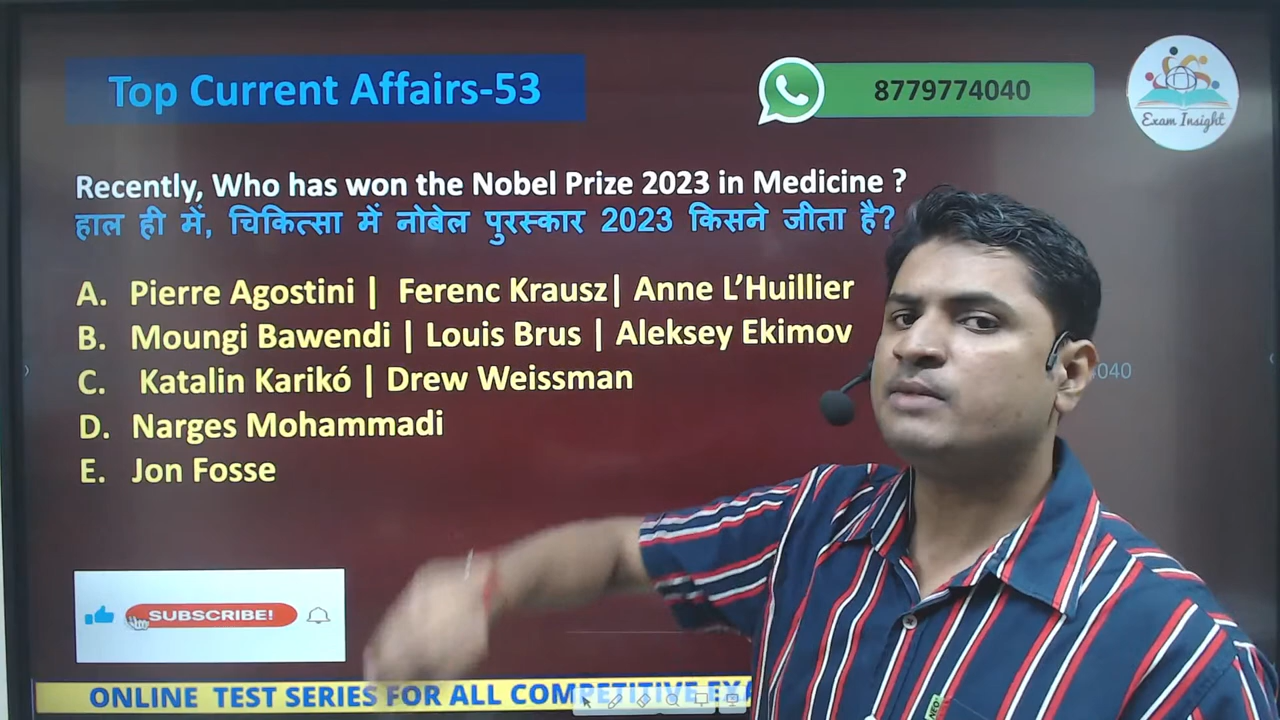 Top Current Affairs-53
8779774040
Exam Insight
Recently, Who has won the Nobel Prize 2023 in Medicine ?
हाल ही में, चिकित्सा में नोबेल पुरस्कार 2023 किसने जीता है?
A. Pierre Agostini | Ferenc Krausz| Anne L’Huillier
B. Moungi Bawendi | Louis Brus | Aleksey Ekimov
C. Katalin Karikó | Drew Weissman
040
D. Narges Mohammadi
E. Jon Fosse
SUBSCRIBE!
ONLINE TEST SERIES FOR ALL COMPETITIVE EXA